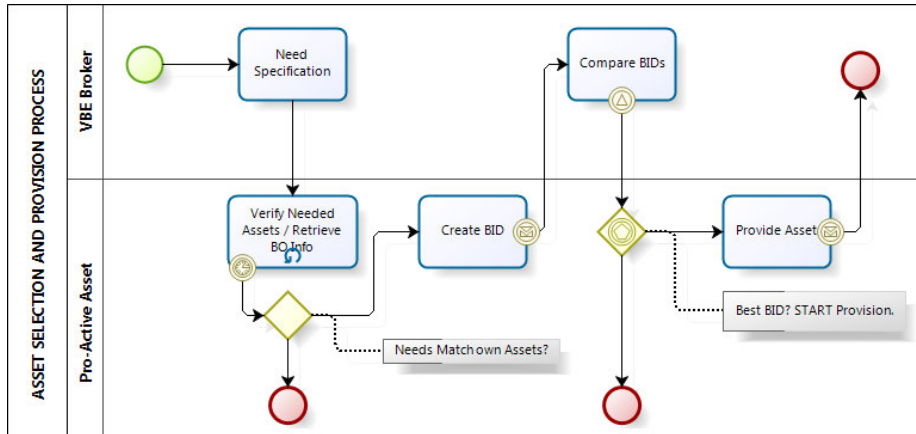 ASSET SELECTION AND PROVISION PROCESS
VBE Broker
Need
Specification
Compare BIDs
Pro-Active Asset
Verify Needed
Assets / Retrieve
BO Info
Create BID
Provide Asset
Best BID? START Provision.
Needs Match own Assets?